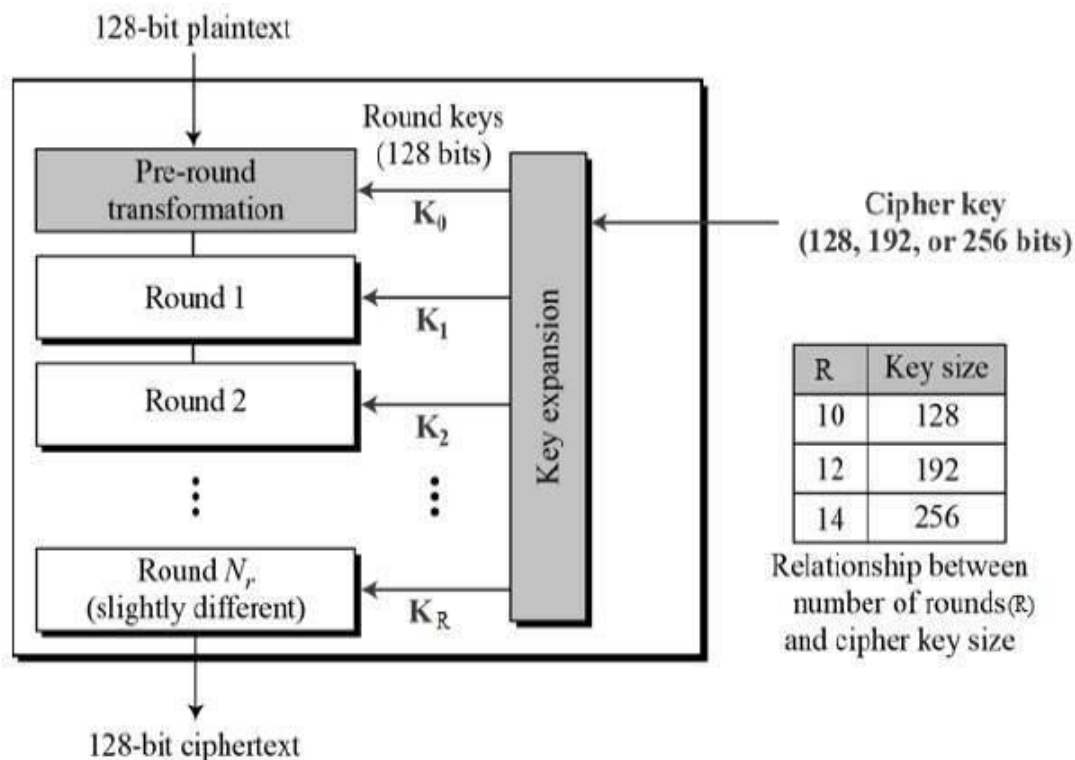 128-bit plaintext
Round keys
(128 bits)
Pre-round
transformation
K0
Cipher key
(128, 192, or 256 bits)
Round 1
K1
Key expansion
Round 2
K2
R Key size
10 128
12 192
14 256
Relationship between
number of rounds(R)
and cipher key size
Round Nr
(slightly different)
KR
128-bit ciphertext